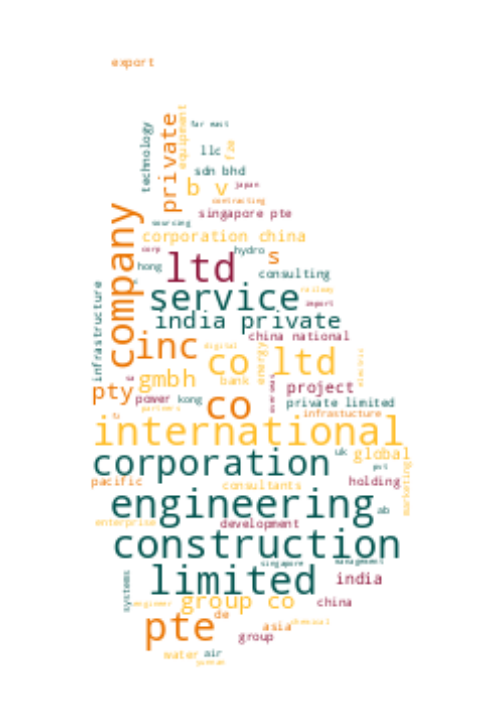 export
far east
technology
private
equipment
llc
fze
sdn bhd
b v
japan
contracting
singapore pte
company
sourcing
corporation china
corp
hydro
s
hong
ltd
consulting
infrastructure
service
railway
import
india private
china national
inc
digital
co ltd
energy
electric
gmbh
bank
overseas
project
pty
sa
power
kong
co
private limited
partners
infrastucture
international
uk
global
corporation
pvt
marketing
pacific
consultants
holding
engineering
ab
enterprise
development
construction
singapore
management
systems
limited
india
engineer
group co
china
pte
de
asia
chemical
group
water
air
yunnan